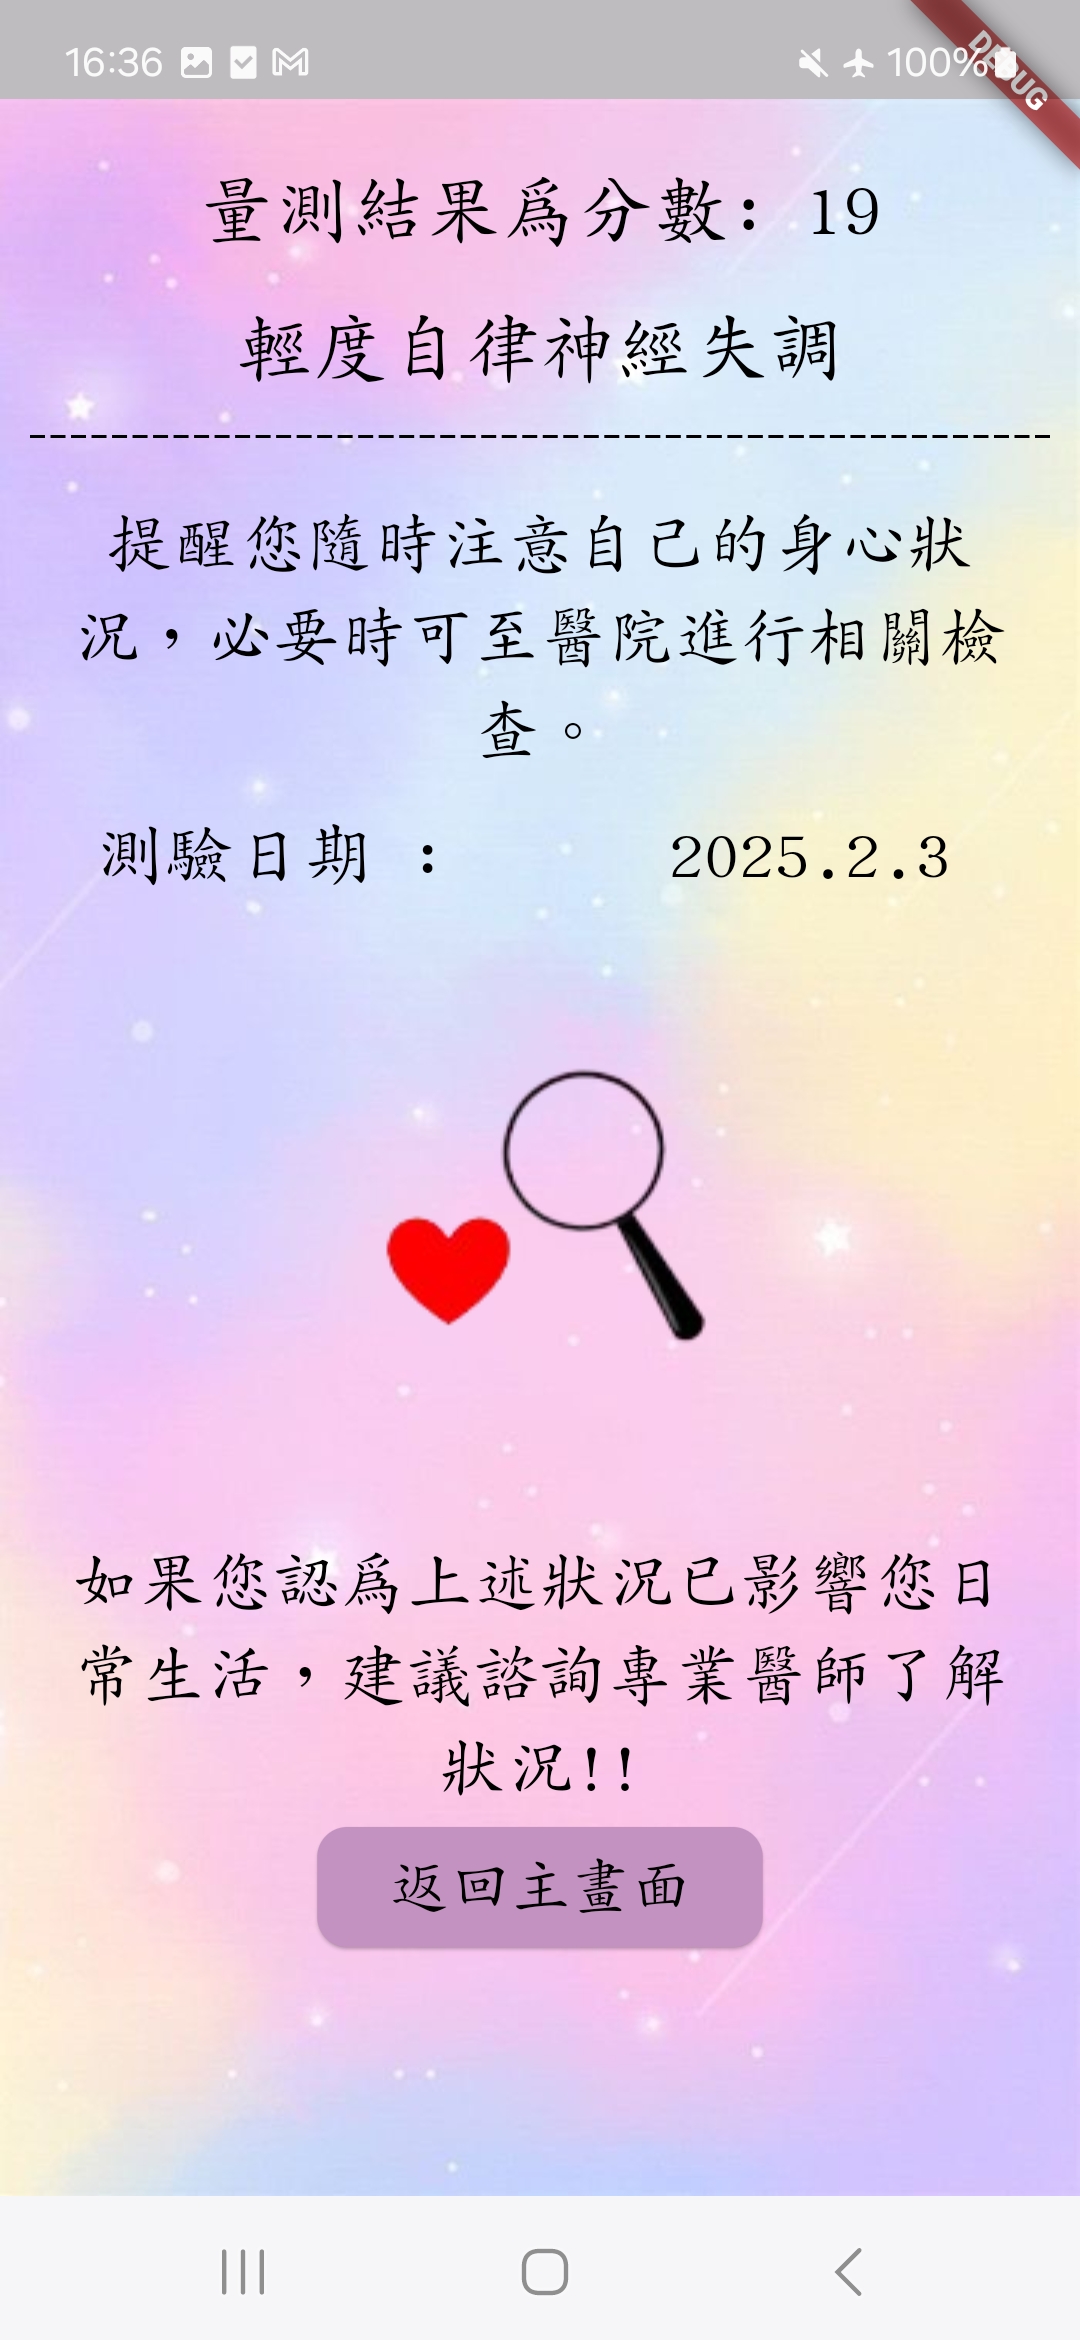 16:36
100%
DEBUG
量測結果爲分數: 19
輕度自律神經失調
--------------------------------------------------
提醒您隨時注意自己的身心狀
況，必要時可至醫院進行相關檢
查。
測驗日期 : 2025.2.3
如果您認爲上述狀況已影響您日
常生活，建議諮詢專業醫師了解
狀況!!
返回主畫面